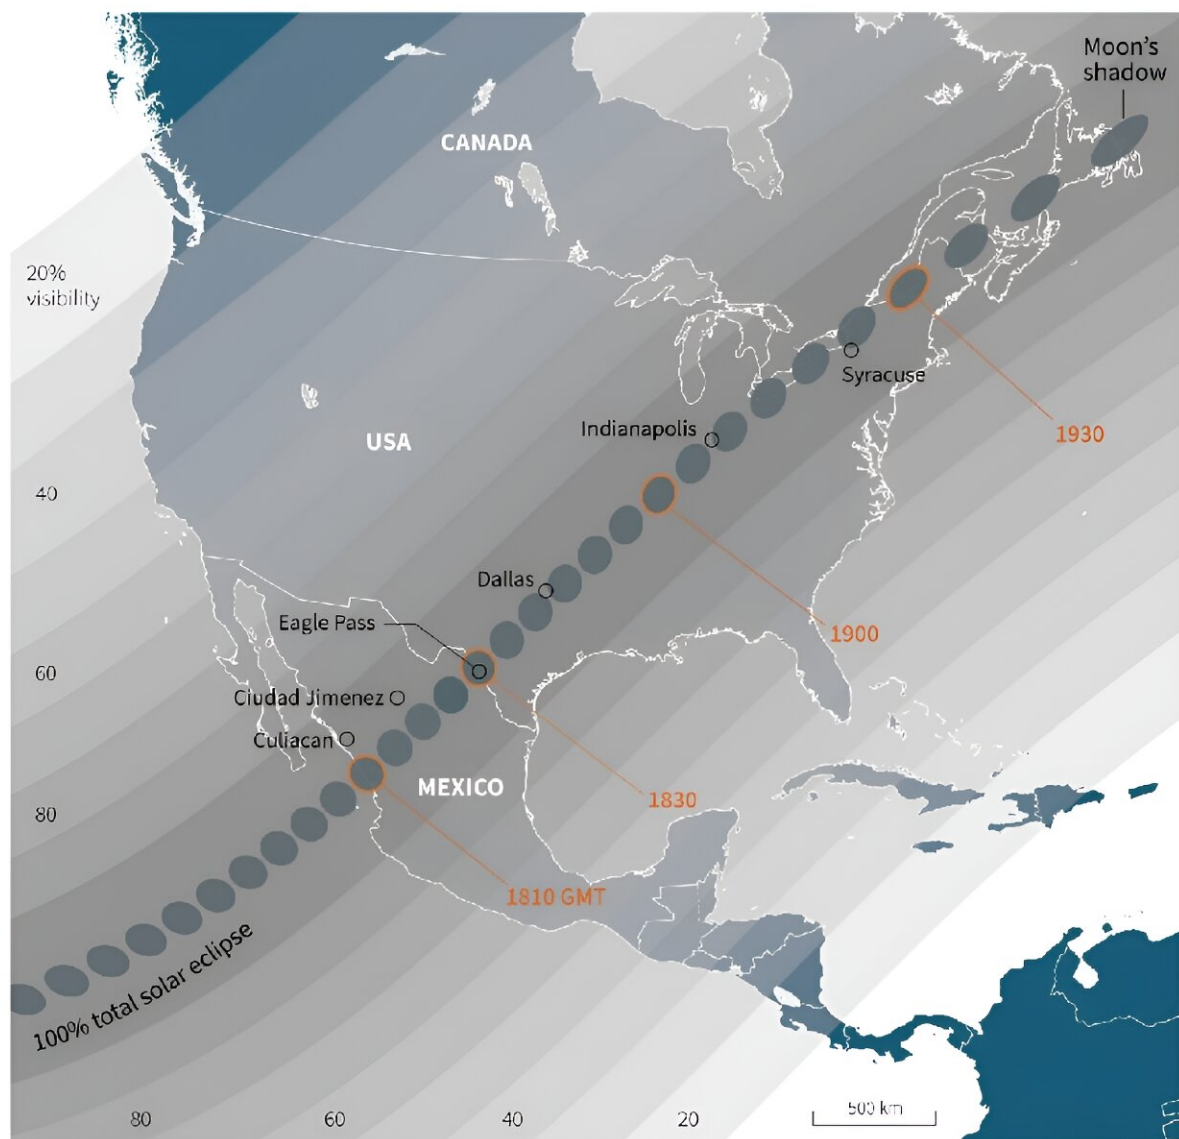 Moon's
shadow
CANADA
20%
visibility
Syracuse
Indianapolis
1930
USA
40
Dallas
Eagle Pass
1900
60
Ciudad Jimenez
Culiacan
MEXICO
1830
80
1810 GMT
100% total solar eclipse
80
60
40
20
500 km